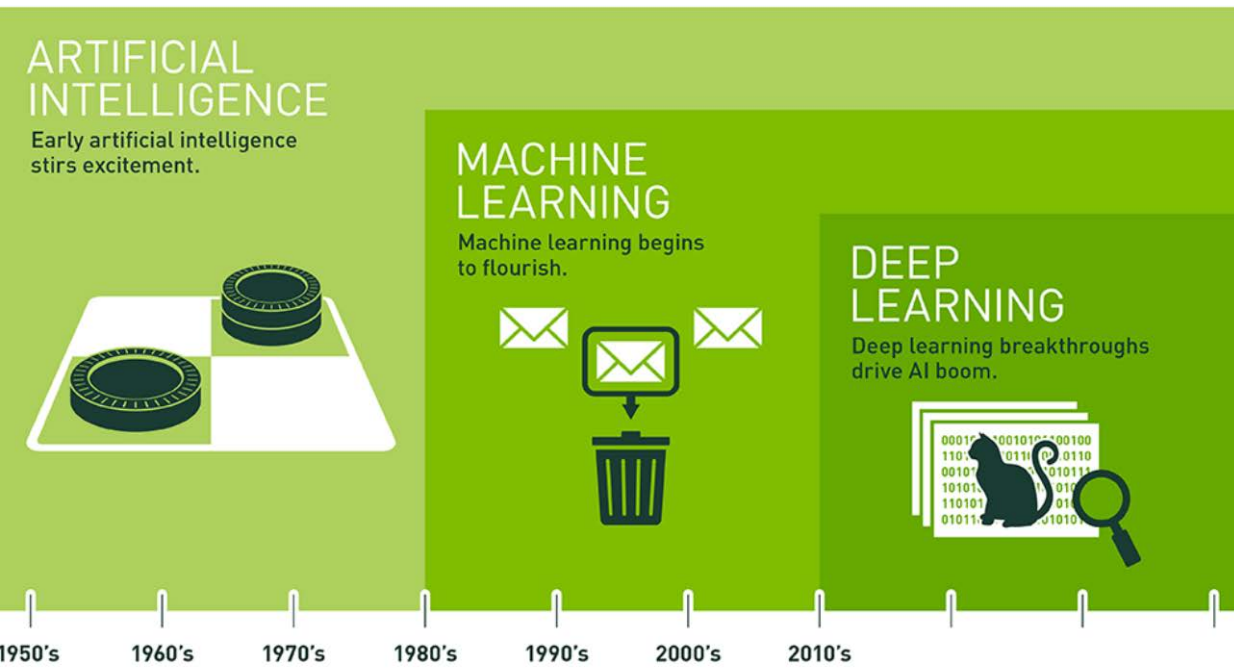 ARTIFICIAL
INTELLIGENCE
Early artificial intelligence
stirs excitement.
MACHINE
LEARNING
Machine learning begins
to flourish.
DEEP
LEARNING
Deep learning breakthroughs
drive AI boom.
1950's
1960's
1970's
1980's
1990's
2000's
2010's